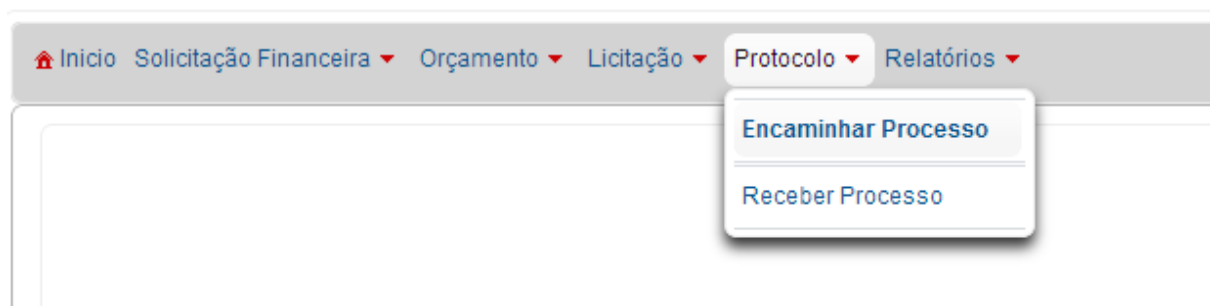 Inicio Solicitação Financeira Orçamento Licitação Protocolo Relatórios
Encaminhar Processo
Receber Processo